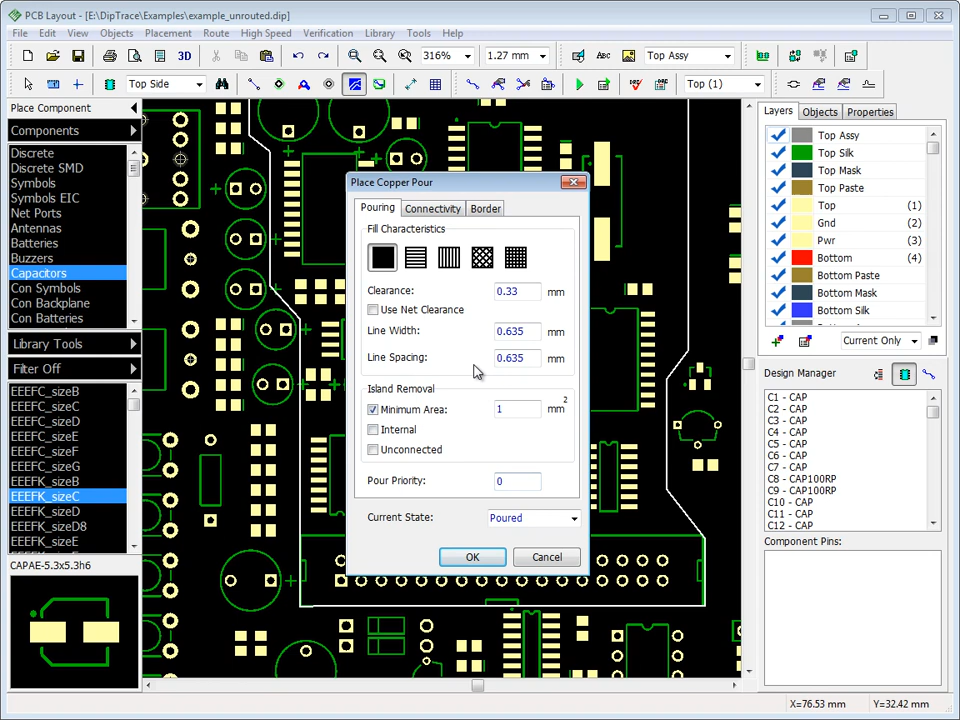 PCB Layout - [E:\DipTrace\Examples\example_unrouted.dip]
File Edit View Objects Placement Route High Speed Verification Library Tools Help
3D 316% 1.27 mm ABC Top Assy
Top Side Top (1)
Place Component
Components
Discrete
Discrete SMD
Symbols
Symbols EIC
Net Ports
Antennas
Batteries
Buzzers
Capacitors
Con Symbols
Con Backplane
Con Batteries
Library Tools
Filter Off
EEEFC_sizeB
EEEFC_sizeC
EEEFC_sizeD
EEEFC_sizeE
EEEFC_sizeF
EEEFC_sizeG
EEEFK_sizeB
EEEFK_sizeC
EEEFK_sizeD
EEEFK_sizeD8
EEEFK_sizeE
CAPAE-5.3x5.3h6
Place Copper Pour
Pouring Connectivity Border
Fill Characteristics
Clearance: 0.33 mm
Use Net Clearance
Line Width: 0.635 mm
Line Spacing: 0.635 mm
Island Removal
Minimum Area: 1 mm 2
Internal
Unconnected
Pour Priority: 0
Current State: Poured
OK Cancel
Layers Objects Properties
Top Assy
Top Silk
Top Mask
Top Paste
Top (1)
Gnd (2)
Pwr (3)
Bottom (4)
Bottom Paste
Bottom Mask
Bottom Silk
Current Only
Design Manager
C1 - CAP
C2 - CAP
C3 - CAP
C4 - CAP
C5 - CAP
C6 - CAP
C7 - CAP
C8 - CAP100RP
C9 - CAP100RP
C10 - CAP
C11 - CAP
C12 - CAP
Component Pins:
X=76.53 mm Y=32.42 mm